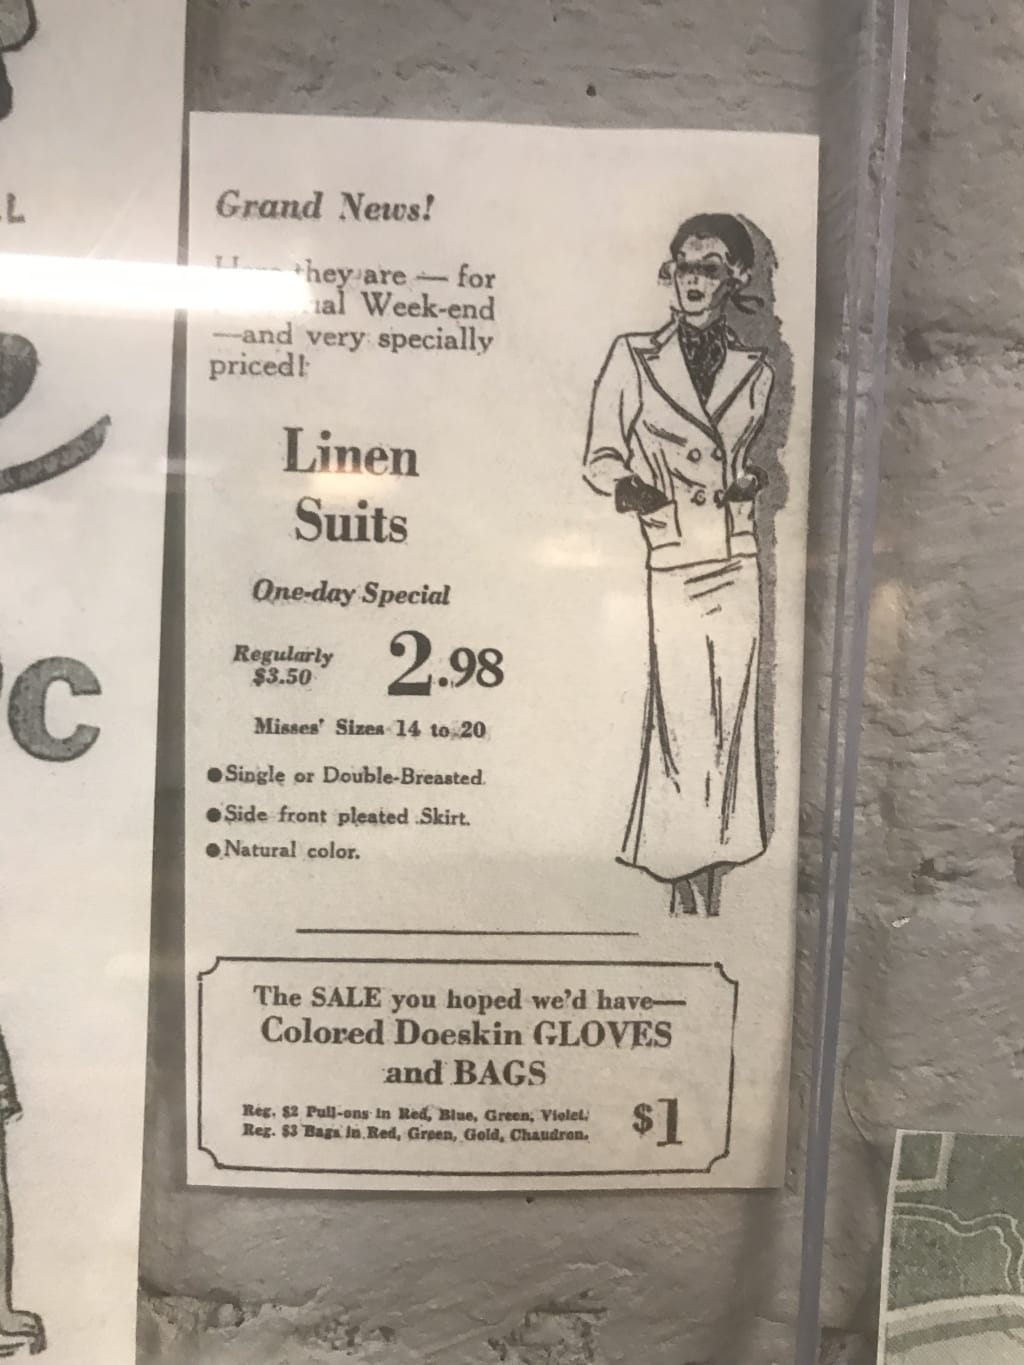 Grand News!
they are — for
Week-end
—and very specially
priced!
Linen
Suits
One-day Special
Regularly
$3.50
2.98
Misses' Sizes 14 to 20
●Single or Double-Breasted.
●Side front pleated Skirt.
●Natural color.
The SALE you hoped we'd have—
Colored Doeskin GLOVES
and BAGS
Reg. $2 Pull-ons in Red, Blue, Green, Violet.
Reg. $3 Bags in Red, Green, Gold, Chaudron.
$1